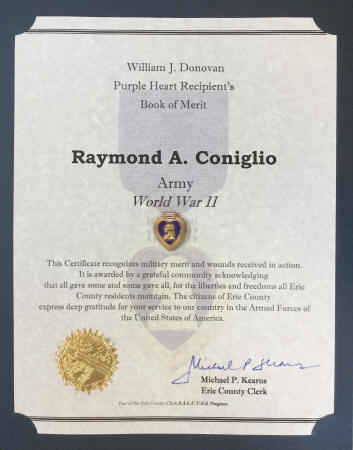 William J. Donovan
Purple Heart Recipient's
Book of Merit
Raymond A. Coniglio
Army
World War II
This Certificate recognizes military merit and wounds received in action.
It is awarded by a grateful community acknowledging
that all gave some and some gave all, for the liberties and freedoms all Erie
County residents maintain. The citizens of Erie County
express deep gratitude for your service to our country in the Armed Forces of
the United States of America.
Michael P Kearns
Michael P. Kearns
Erie County Clerk
Part of the Erie County Clerk S.A.L.U.T.E.S. Program